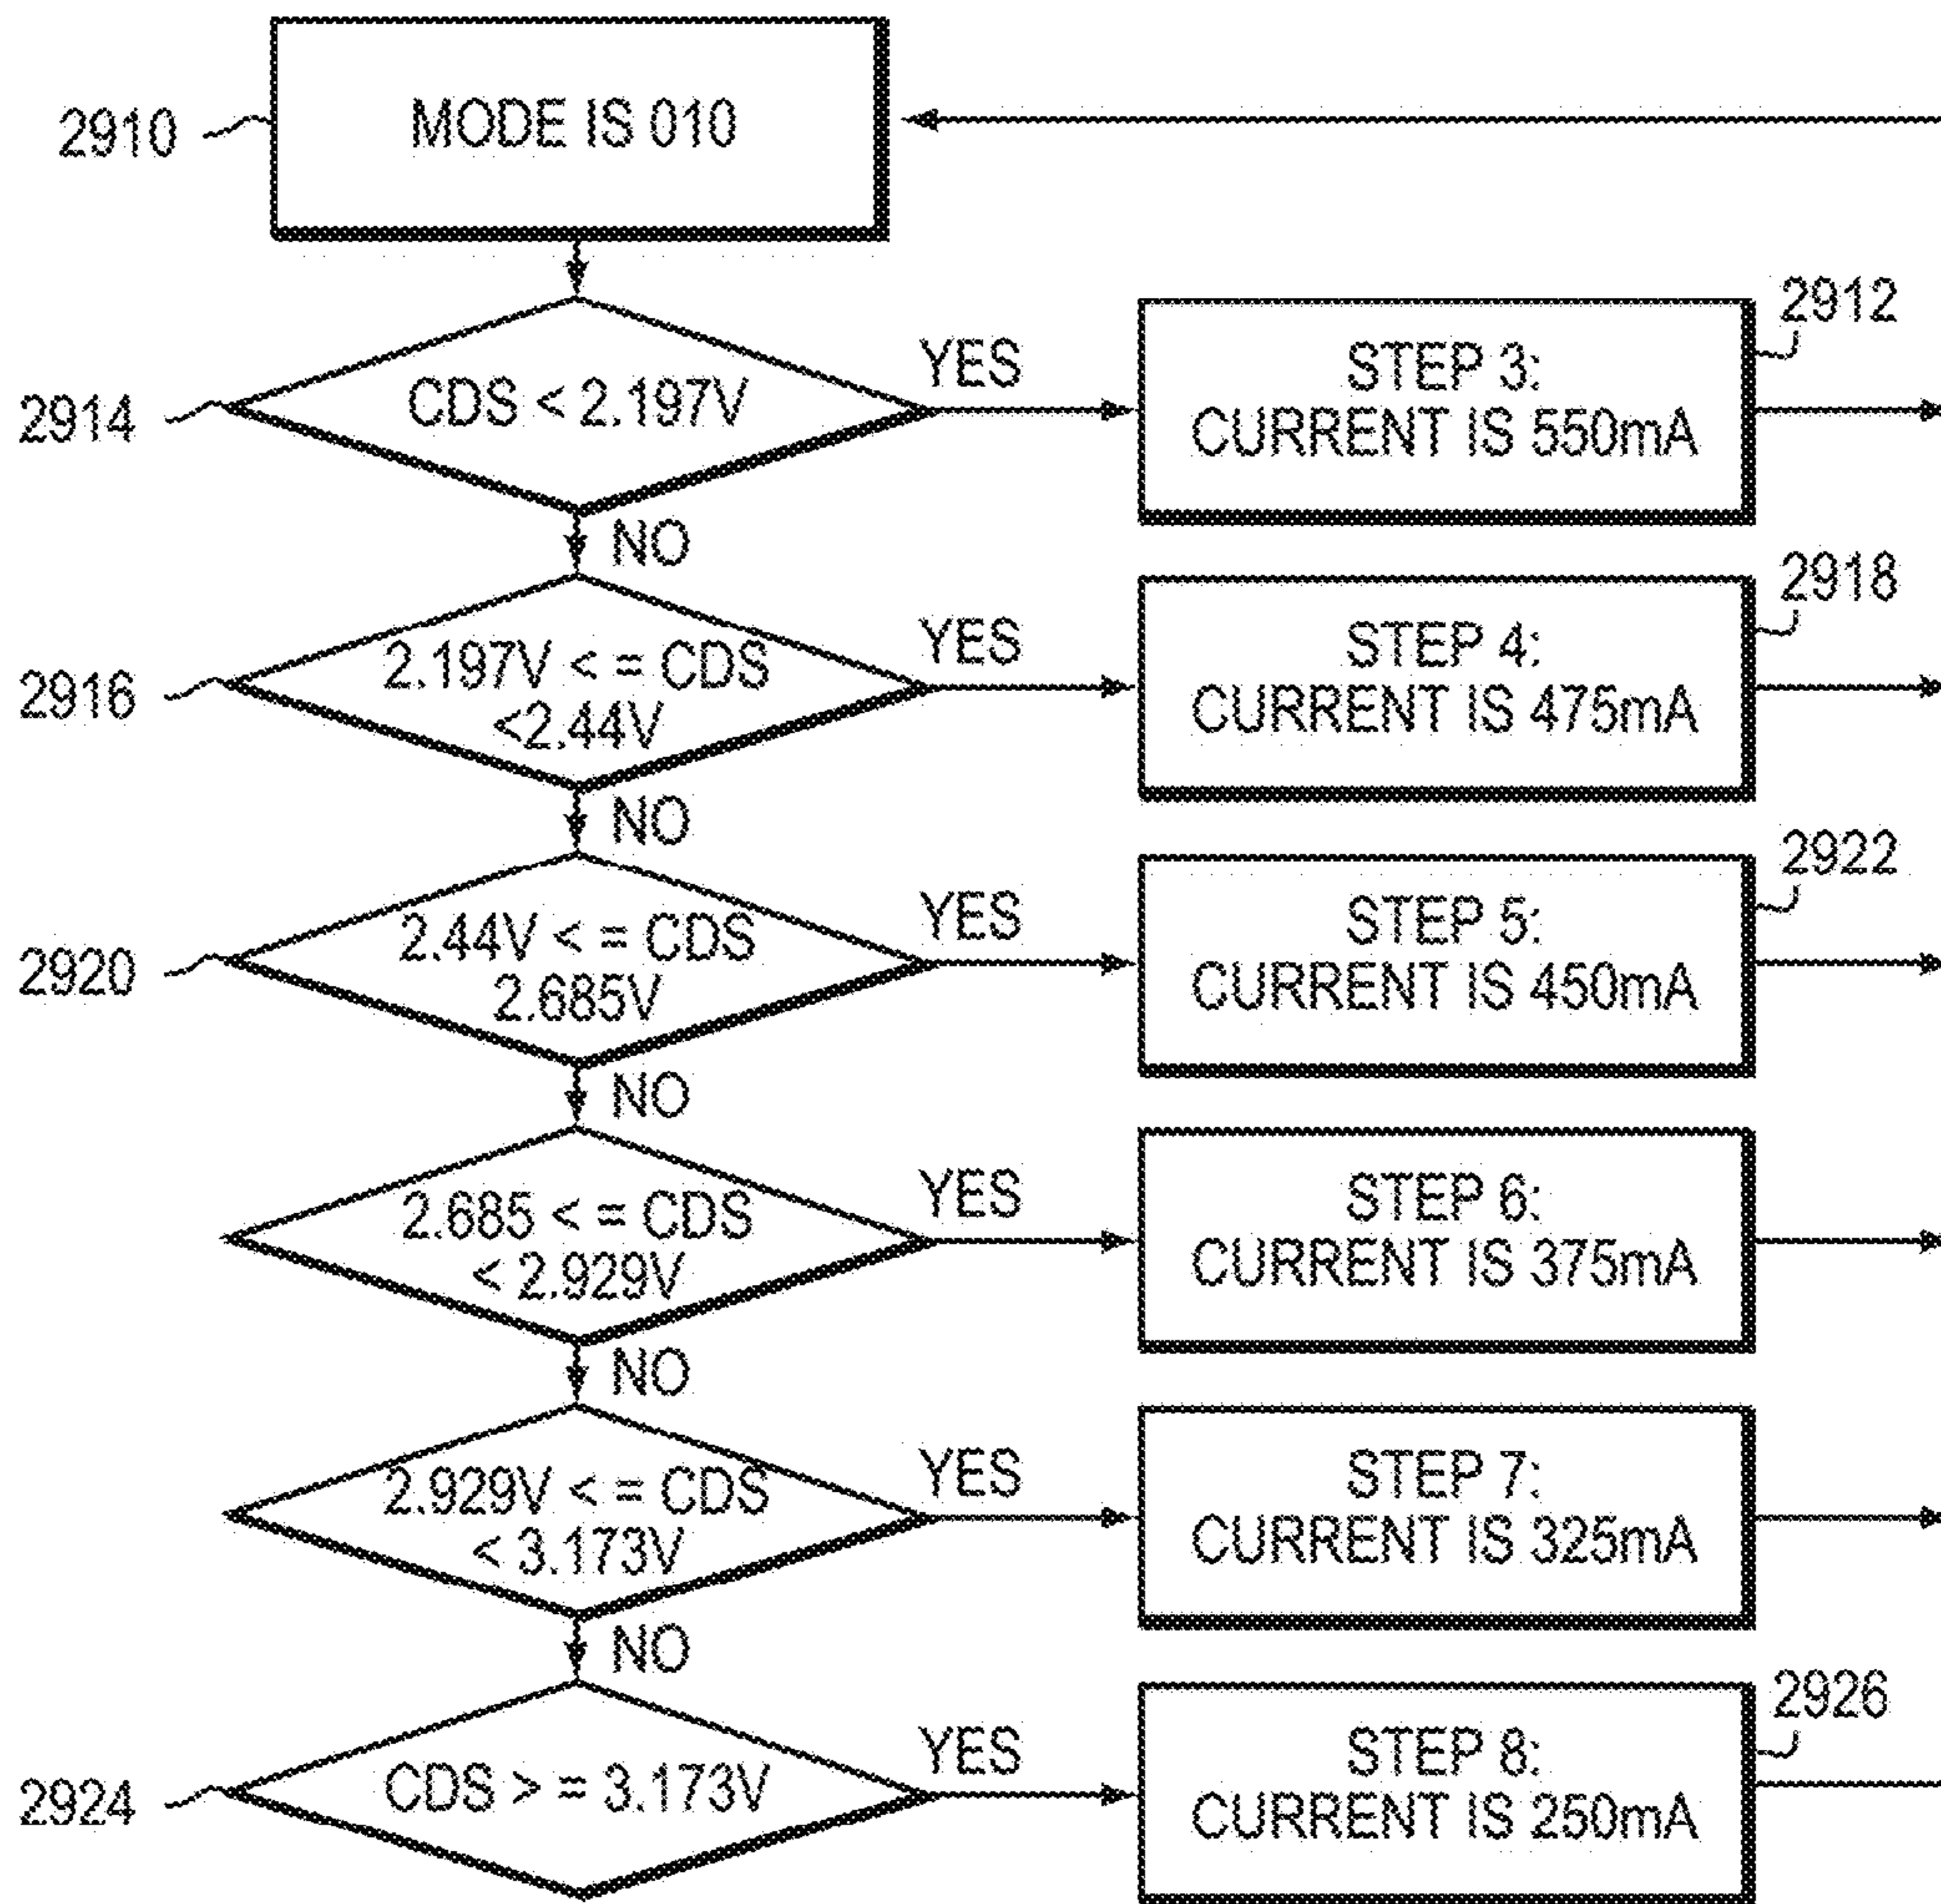 2910
MODE IS 010
2914
CDS < 2.197V
YES
STEP 3:
CURRENT IS 550mA
2912
NO
2916
2.197V < = CDS
<2.44V
YES
STEP 4:
CURRENT IS 475mA
2918
NO
2920
2.44V < = CDS
2.685V
YES
STEP 5:
CURRENT IS 450mA
2922
NO
2.685 < = CDS
< 2.929V
YES
STEP 6:
CURRENT IS 375mA
NO
2.929V < = CDS
< 3.173V
YES
STEP 7:
CURRENT IS 325mA
NO
2924
CDS > = 3.173V
YES
STEP 8:
CURRENT IS 250mA
2926